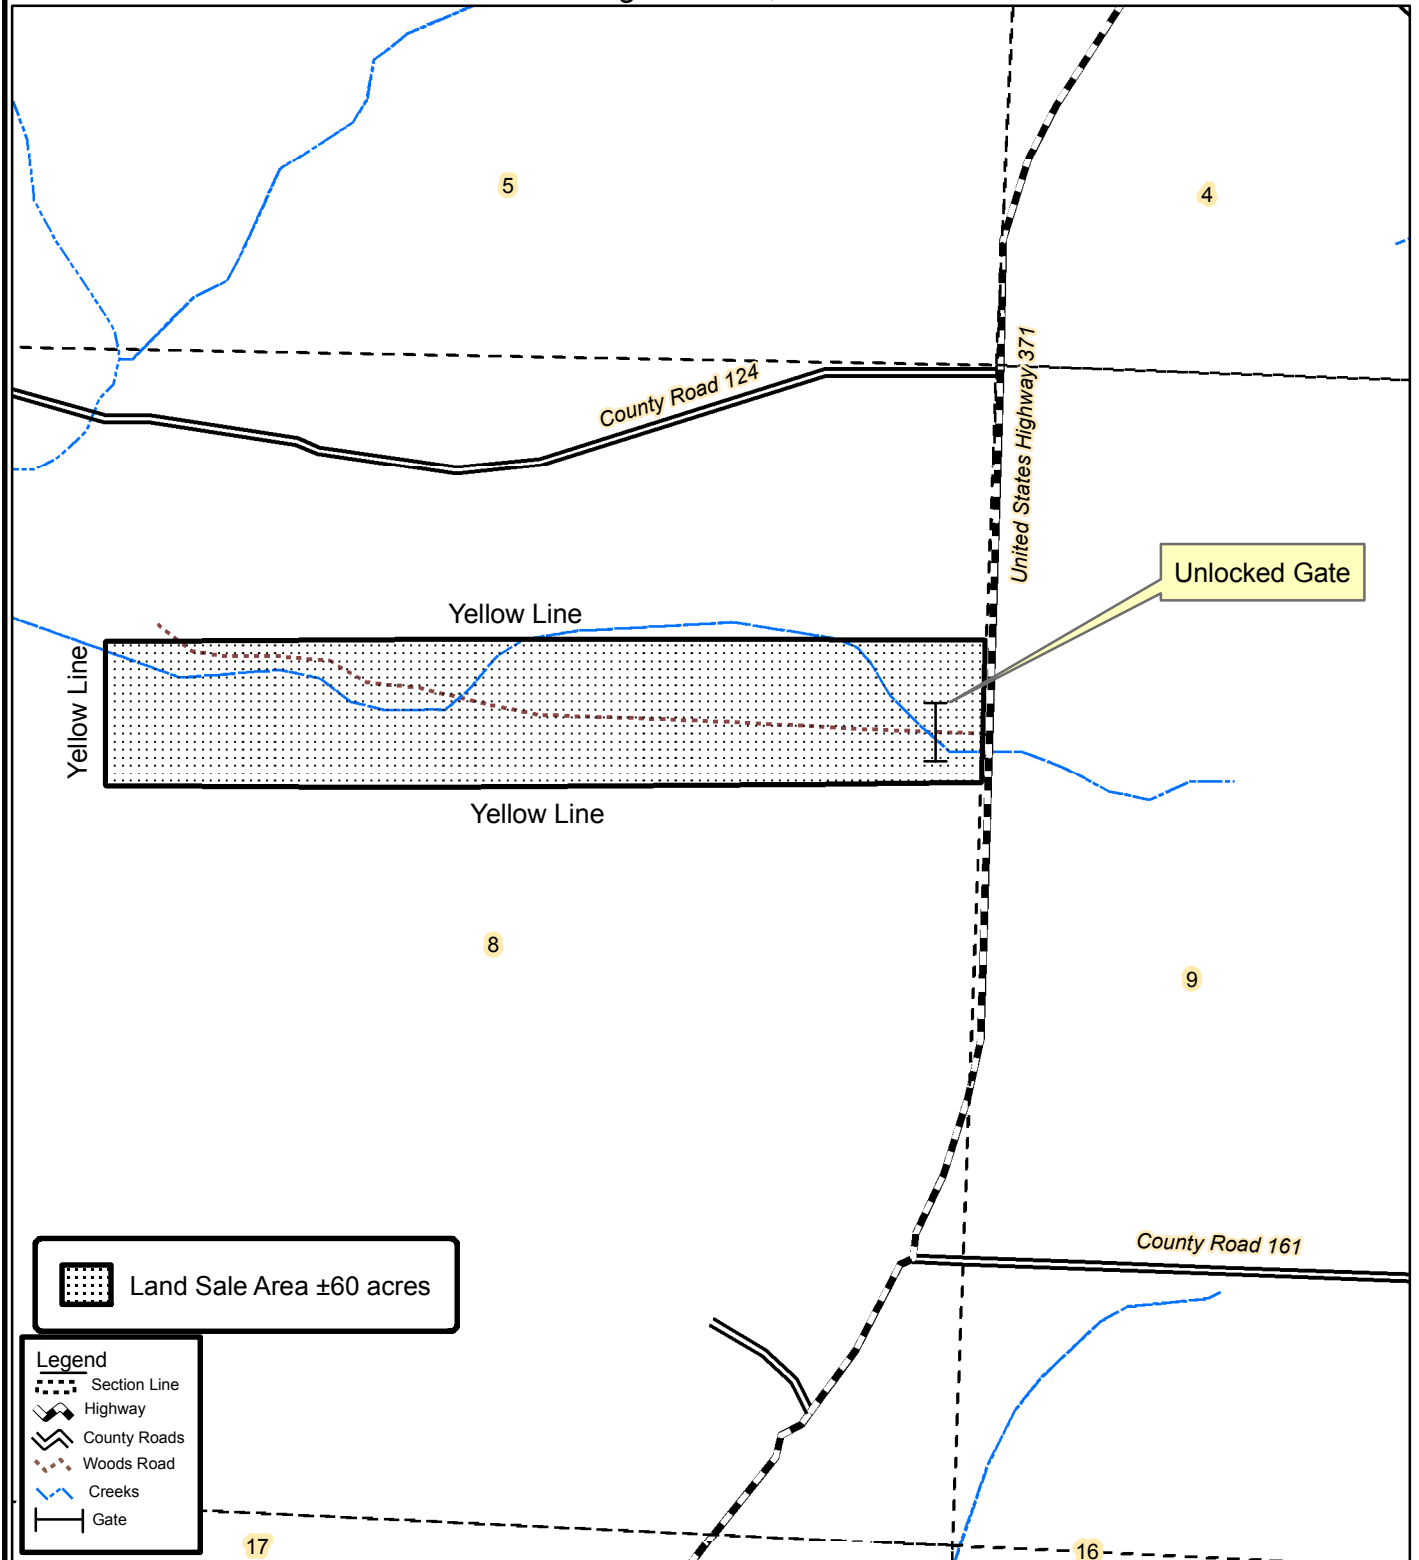 5
4
County Road 124
United States Highway 371
Unlocked Gate
Yellow Line
Yellow Line
Yellow Line
8
9
County Road 161
Land Sale Area ±60 acres
Legend
Section Line
Highway
County Roads
Woods Road
Creeks
Gate
17
16